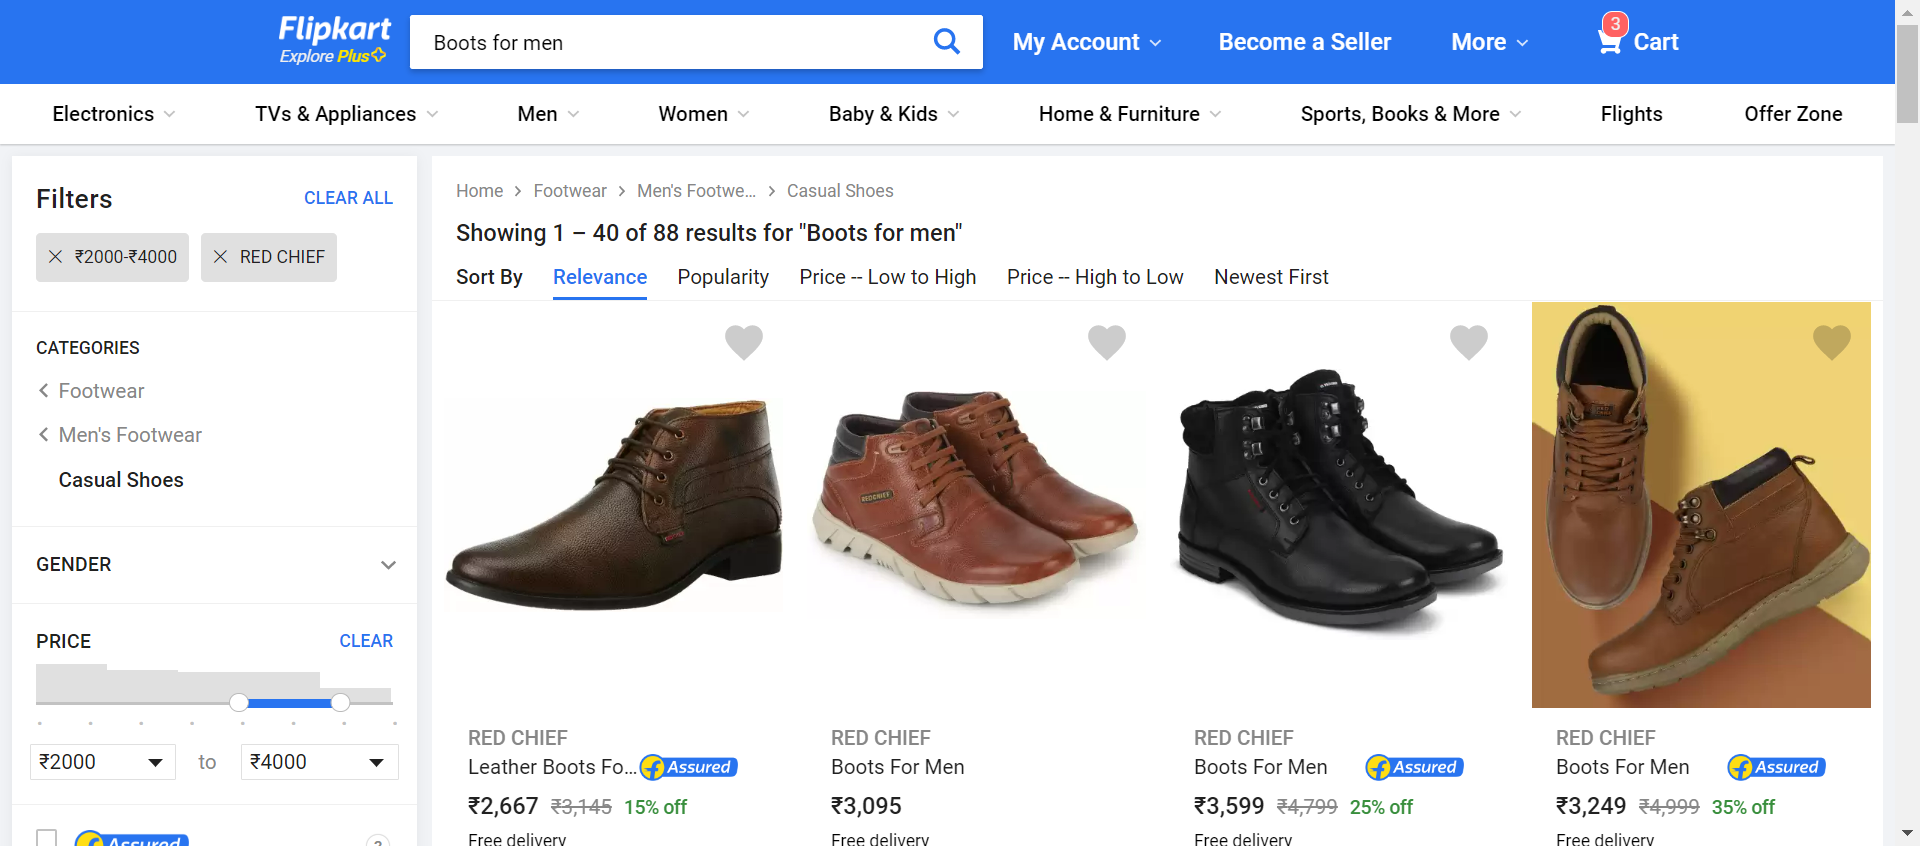 Flipkart
Explore Plus
Boots for men
My Account
Become a Seller
More
3
Cart
Electronics
TVs & Appliances
Men
Women
Baby & Kids
Home & Furniture
Sports, Books & More
Flights
Offer Zone
Filters
CLEAR ALL
₹2000-₹4000
RED CHIEF
CATEGORIES
Footwear
Men's Footwear
Casual Shoes
GENDER
PRICE
CLEAR
₹2000
to
₹4000
Assured
?
Home
Footwear
Men's Footwe...
Casual Shoes
Showing 1 – 40 of 88 results for "Boots for men"
Sort By
Relevance
Popularity
Price -- Low to High
Price -- High to Low
Newest First
RED CHIEF
Leather Boots Fo...
Assured
₹2,667 ₹3,145 15% off
Free delivery
REDCHIEF
RED CHIEF
Boots For Men
₹3,095
Free delivery
RED CHIEF
Boots For Men
Assured
₹3,599 ₹4,799 25% off
Free delivery
RED CHIEF
Boots For Men
Assured
₹3,249 ₹4,999 35% off
Free delivery